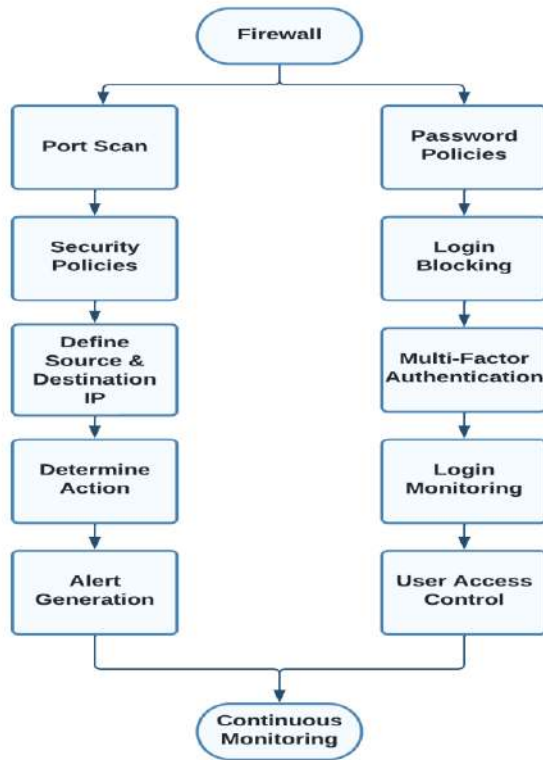 Firewall
Port Scan
Password
Policies
Security
Policies
Login
Blocking
Define
Source &
Destination
IP
Multi-Factor
Authentication
Determine
Action
Login
Monitoring
Alert
Generation
User Access
Control
Continuous
Monitoring